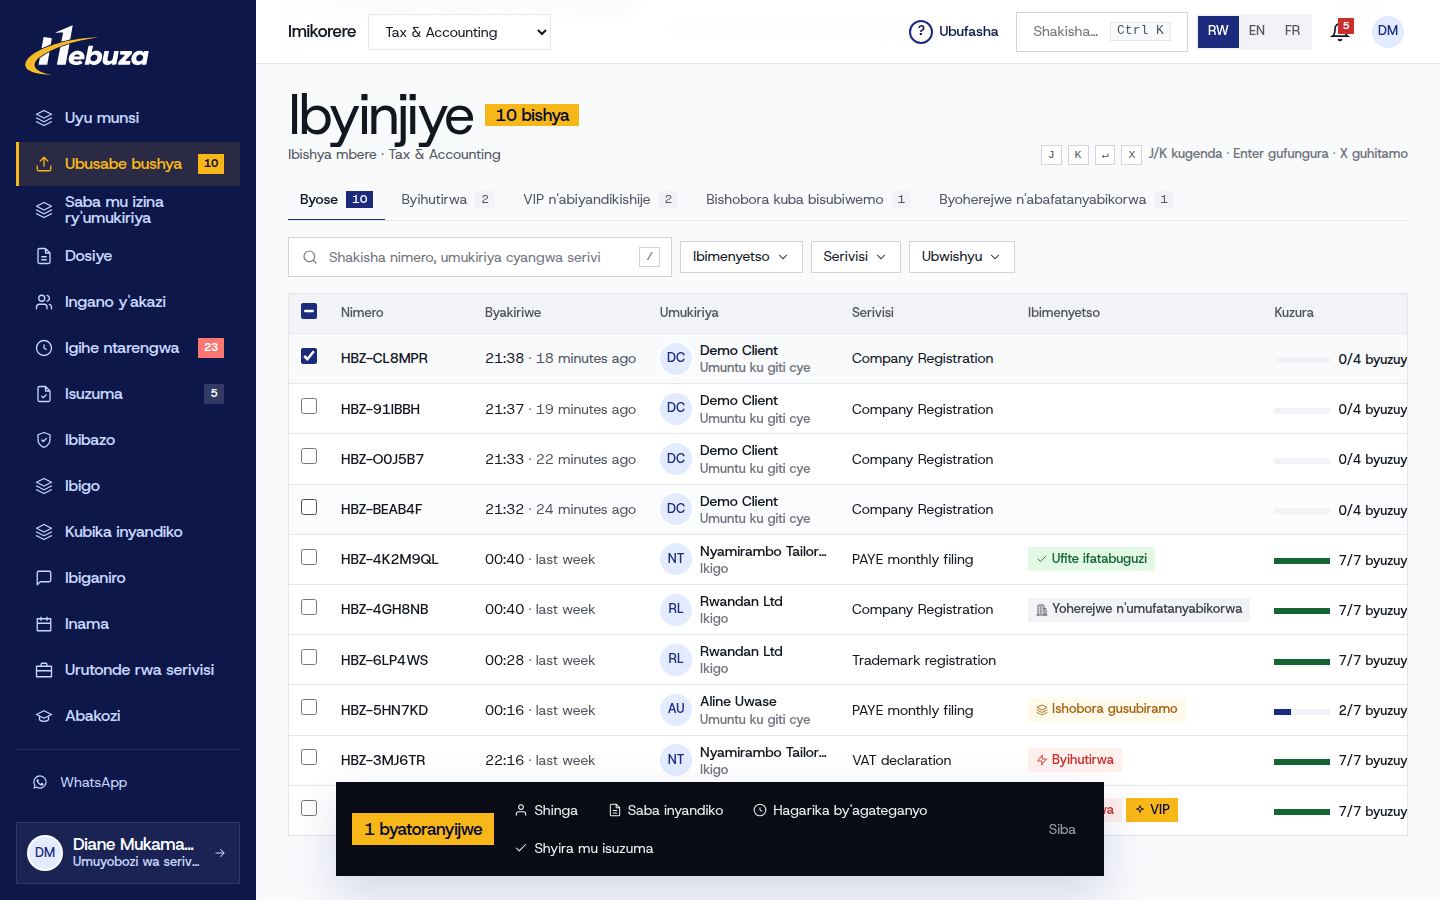 Hebuza
Uyu munsi
Ubusabe bushya 10
Saba mu izina
ry'umukiriya
Dosiye
Ingano y'akazi
Igihe ntarengwa 23
Isuzuma 5
Ibibazo
Ibigo
Kubika inyandiko
Ibiganiro
Inama
Urutonde rwa serivisi
Abakozi
WhatsApp
DM Diane Mukama...
Umuyobozi wa seriv...
Imikorere Tax & Accounting ? Ubufasha Shakisha... Ctrl K RW EN FR 5 DM
Ibyinjiye 10 bishya
Ibishya mbere · Tax & Accounting J K ↵ X J/K kugenda · Enter gufungura · X guhitamo
Byose 10 Byihutirwa 2 VIP n'abiyandikishije 2 Bishobora kuba bisubiwemo 1 Byoherejwe n'abafatanyabikorwa 1
Shakisha nimero, umukiriya cyangwa serivi / Ibimenyetso Serivisi Ubwishyu
Nimero Byakiriwe Umukiriya Serivisi Ibimenyetso Kuzura
HBZ-CL8MPR 21:38 · 18 minutes ago DC Demo Client Company Registration 0/4 byuzuy
Umuntu ku giti cye
HBZ-91IBBH 21:37 · 19 minutes ago DC Demo Client Company Registration 0/4 byuzuy
Umuntu ku giti cye
HBZ-O0J5B7 21:33 · 22 minutes ago DC Demo Client Company Registration 0/4 byuzuy
Umuntu ku giti cye
HBZ-BEAB4F 21:32 · 24 minutes ago DC Demo Client Company Registration 0/4 byuzuy
Umuntu ku giti cye
HBZ-4K2M9QL 00:40 · last week NT Nyamirambo Tailor... PAYE monthly filing Ufite ifatabuguzi 7/7 byuzuy
Ikigo
HBZ-4GH8NB 00:40 · last week RL Rwandan Ltd Company Registration Yoherejwe n'umufatanyabikorwa 7/7 byuzuy
Ikigo
HBZ-6LP4WS 00:28 · last week RL Rwandan Ltd Trademark registration 7/7 byuzuy
Ikigo
HBZ-5HN7KD 00:16 · last week AU Aline Uwase PAYE monthly filing Ishobora gusubiramo 2/7 byuzuy
Umuntu ku giti cye
HBZ-3MJ6TR 22:16 · last week NT Nyamirambo Tailor... VAT declaration Byihutirwa 7/7 byuzuy
Ikigo
VIP 7/7 byuzuy
1 byatoranyijwe Shinga Saba inyandiko Hagarika by'agateganyo Siba
Shyira mu isuzuma